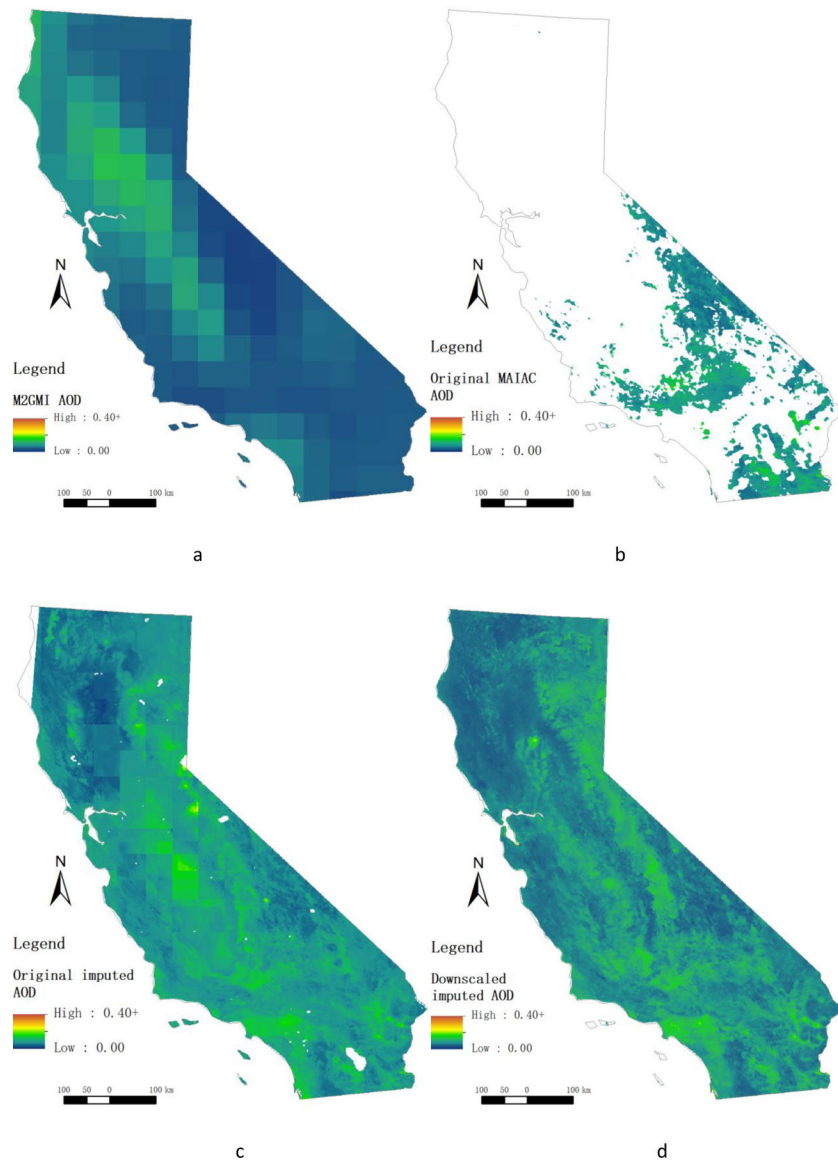 N
Legend
M2GMI AOD
High : 0.40+
Low : 0.00
100 50 0 100 km
a
N
Legend
Original MAIAC
AOD
High : 0.40+
Low : 0.00
100 50 0 100 km
b
N
Legend
Original imputed
AOD
High : 0.40+
Low : 0.00
100 50 0 100 km
c
N
Legend
Downscaled
imputed AOD
High : 0.40+
Low : 0.00
100 50 0 100 km
d